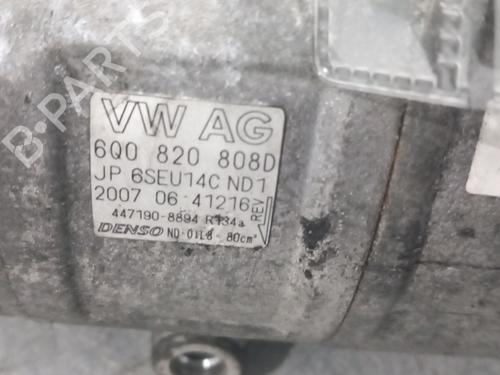 VW AG
6Q0 820 808D
JP 6SEU14C ND1
2007 06 41216
REV
447190-8894 R134a
DENSO ND-OIL8 - 80cm³
B-PARTS